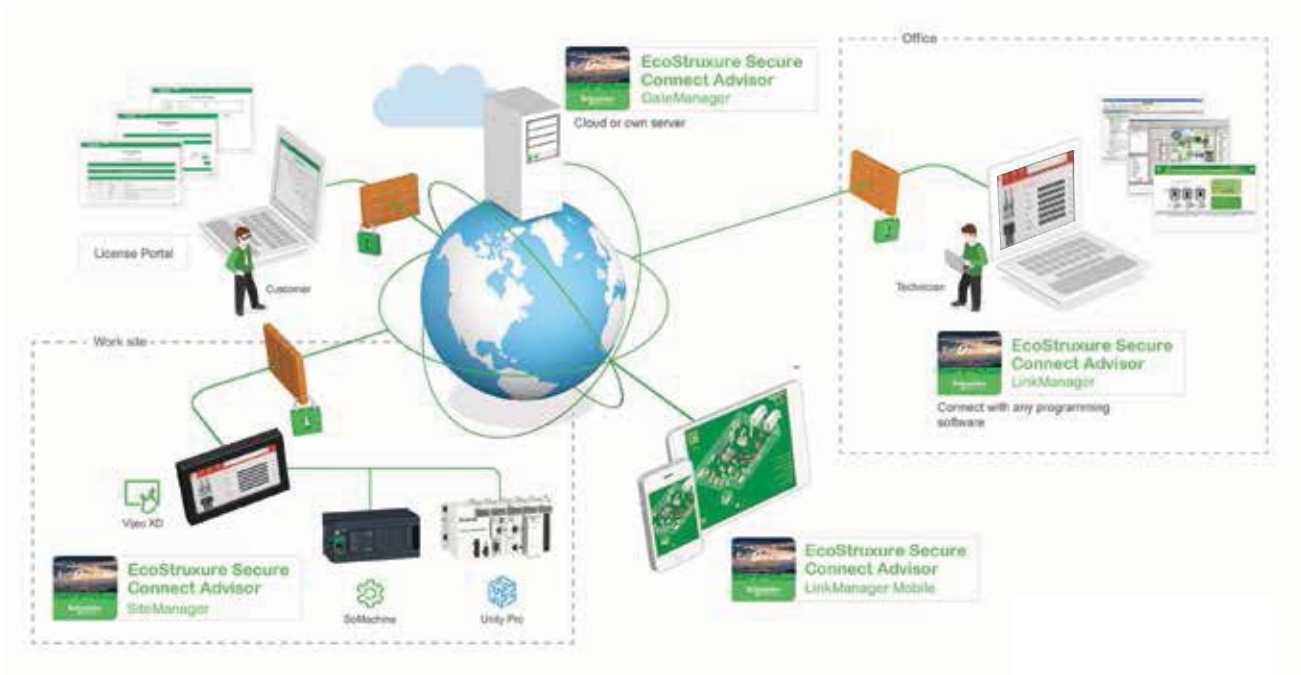 Office
EcoStruxure Secure
Connect Advisor
GateManager
Cloud or own server
License Portal
Customer
Technician
Work site
EcoStruxure Secure
Connect Advisor
LinkManager
Connect with any programming
software
Vijeo XD
EcoStruxure Secure
Connect Advisor
SiteManager
SoMachine
Unity Pro
EcoStruxure Secure
Connect Advisor
LinkManager Mobile